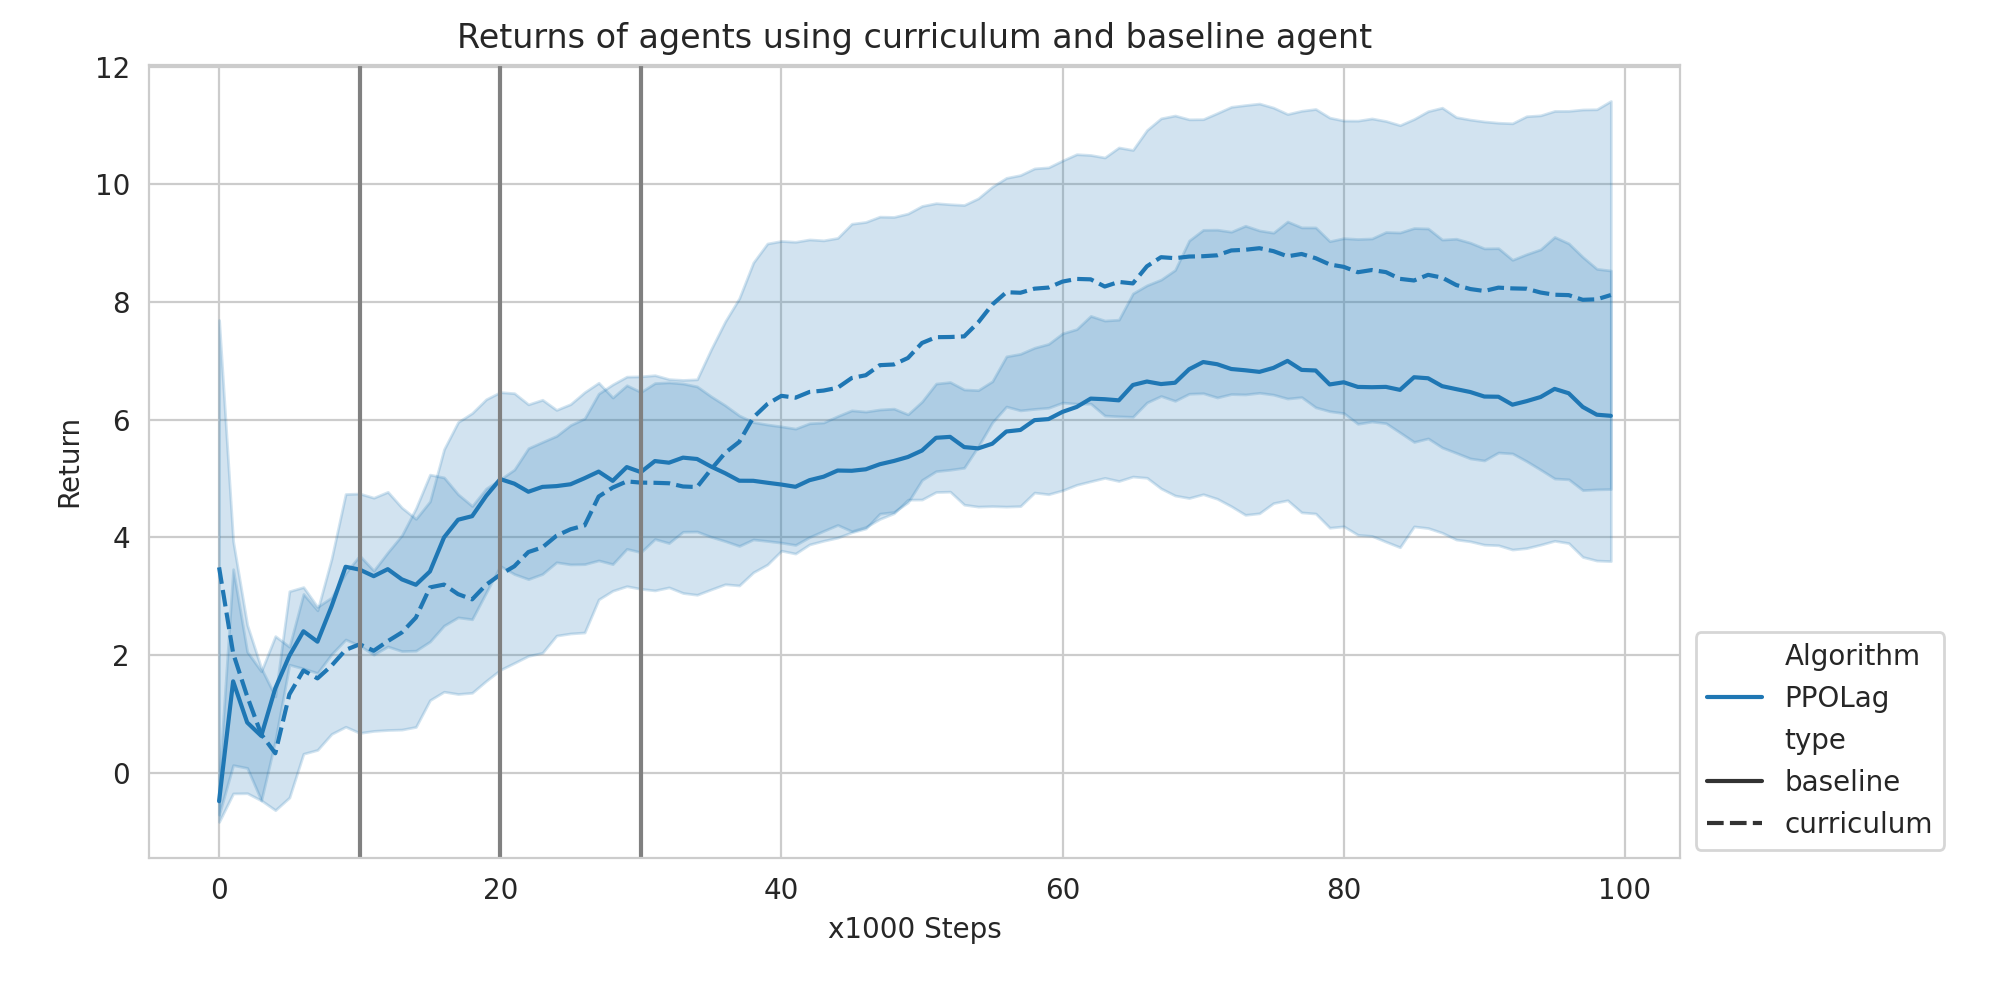 Returns of agents using curriculum and baseline agent
12
10
8
6
4
2
0
Return
0 20 40 60 80 100
x1000 Steps
Algorithm
PPOLag
type
baseline
curriculum